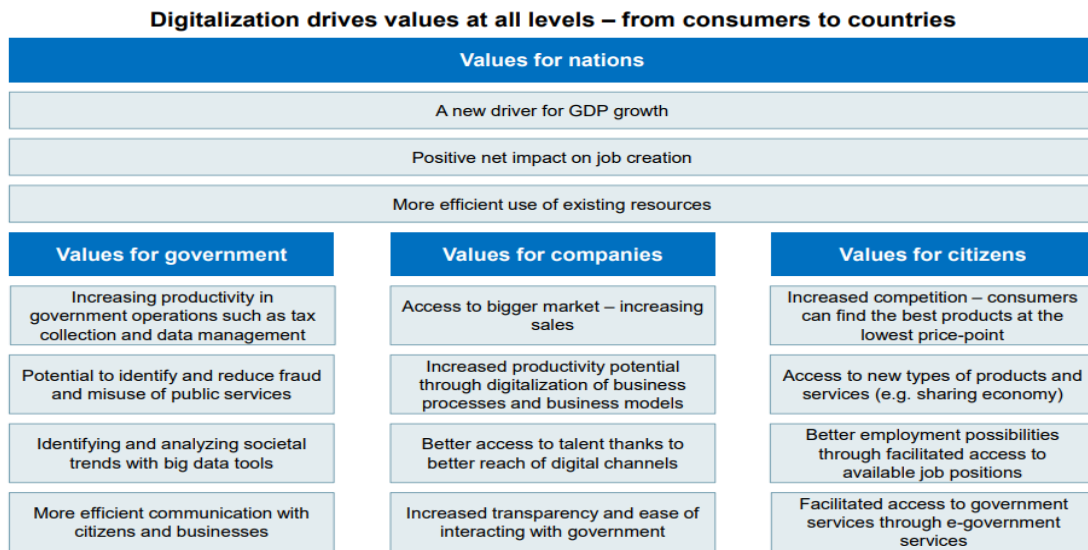 Digitalization drives values at all levels – from consumers to countries
Values for nations
A new driver for GDP growth
Positive net impact on job creation
More efficient use of existing resources
Values for government
Increasing productivity in
government operations such as tax
collection and data management
Potential to identify and reduce fraud
and misuse of public services
Identifying and analyzing societal
trends with big data tools
More efficient communication with
citizens and businesses
Values for companies
Access to bigger market – increasing
sales
Increased productivity potential
through digitalization of business
processes and business models
Better access to talent thanks to
better reach of digital channels
Increased transparency and ease of
interacting with government
Values for citizens
Increased competition – consumers
can find the best products at the
lowest price-point
Access to new types of products and
services (e.g. sharing economy)
Better employment possibilities
through facilitated access to
available job positions
Facilitated access to government
services through e-government
services